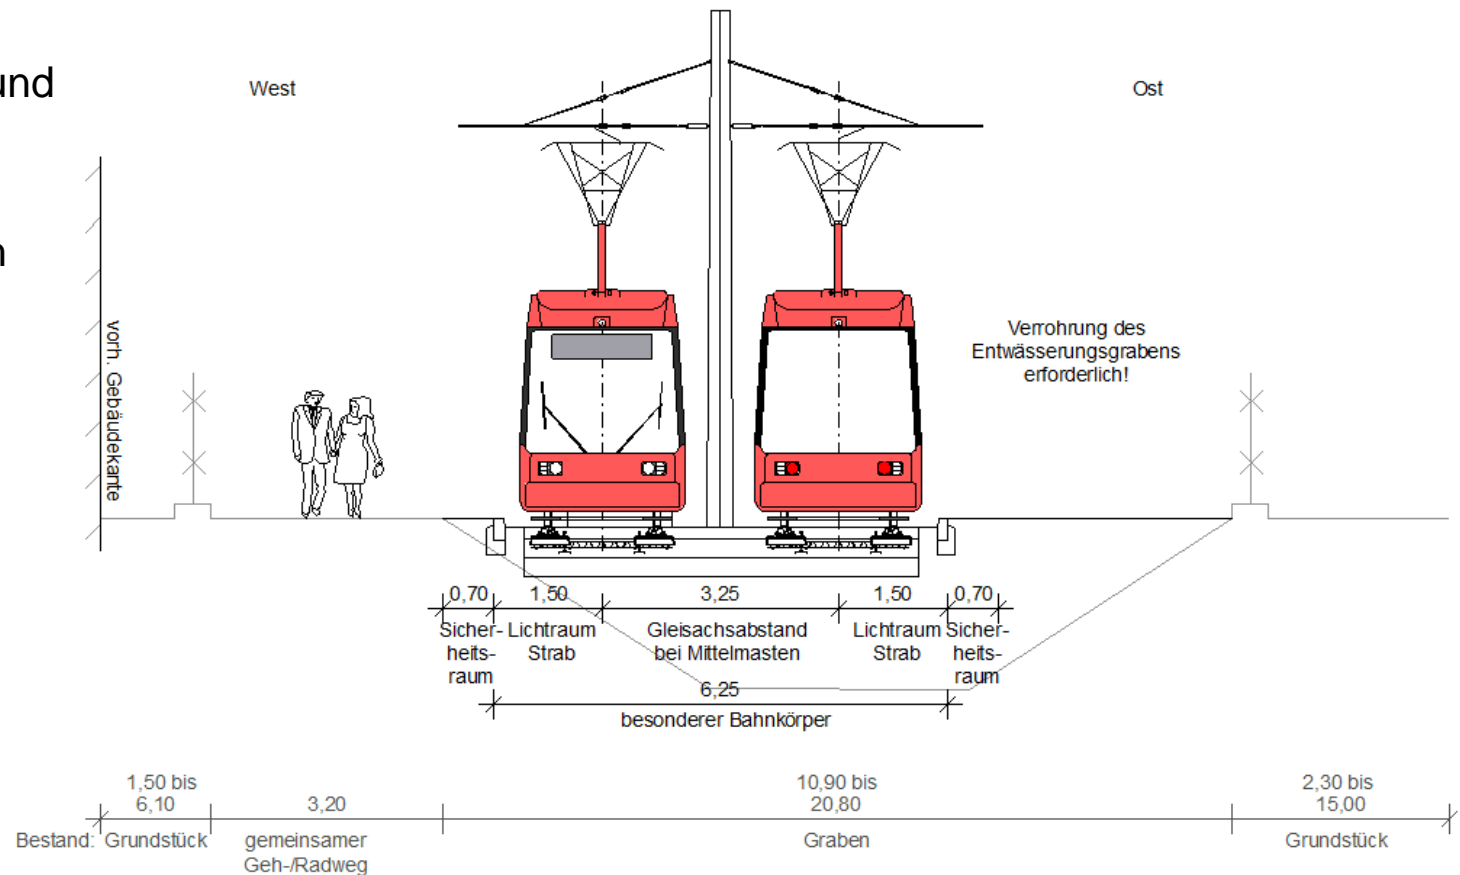 und
West
Ost
n
vorh. Gebäudekante
Verrohrung des
Entwässerungsgrabens
erforderlich!
0,70 1,50 3,25 1,50 0,70
Sicher- Lichtraum Gleisachsabstand Lichtraum Sicher-
heits- Strab bei Mittelmasten Strab heits-
raum raum
6,25
besonderer Bahnkörper
1,50 bis 10,90 bis 2,30 bis
6,10 3,20 20,80 15,00
Bestand: Grundstück gemeinsamer Graben Grundstück
Geh-/Radweg